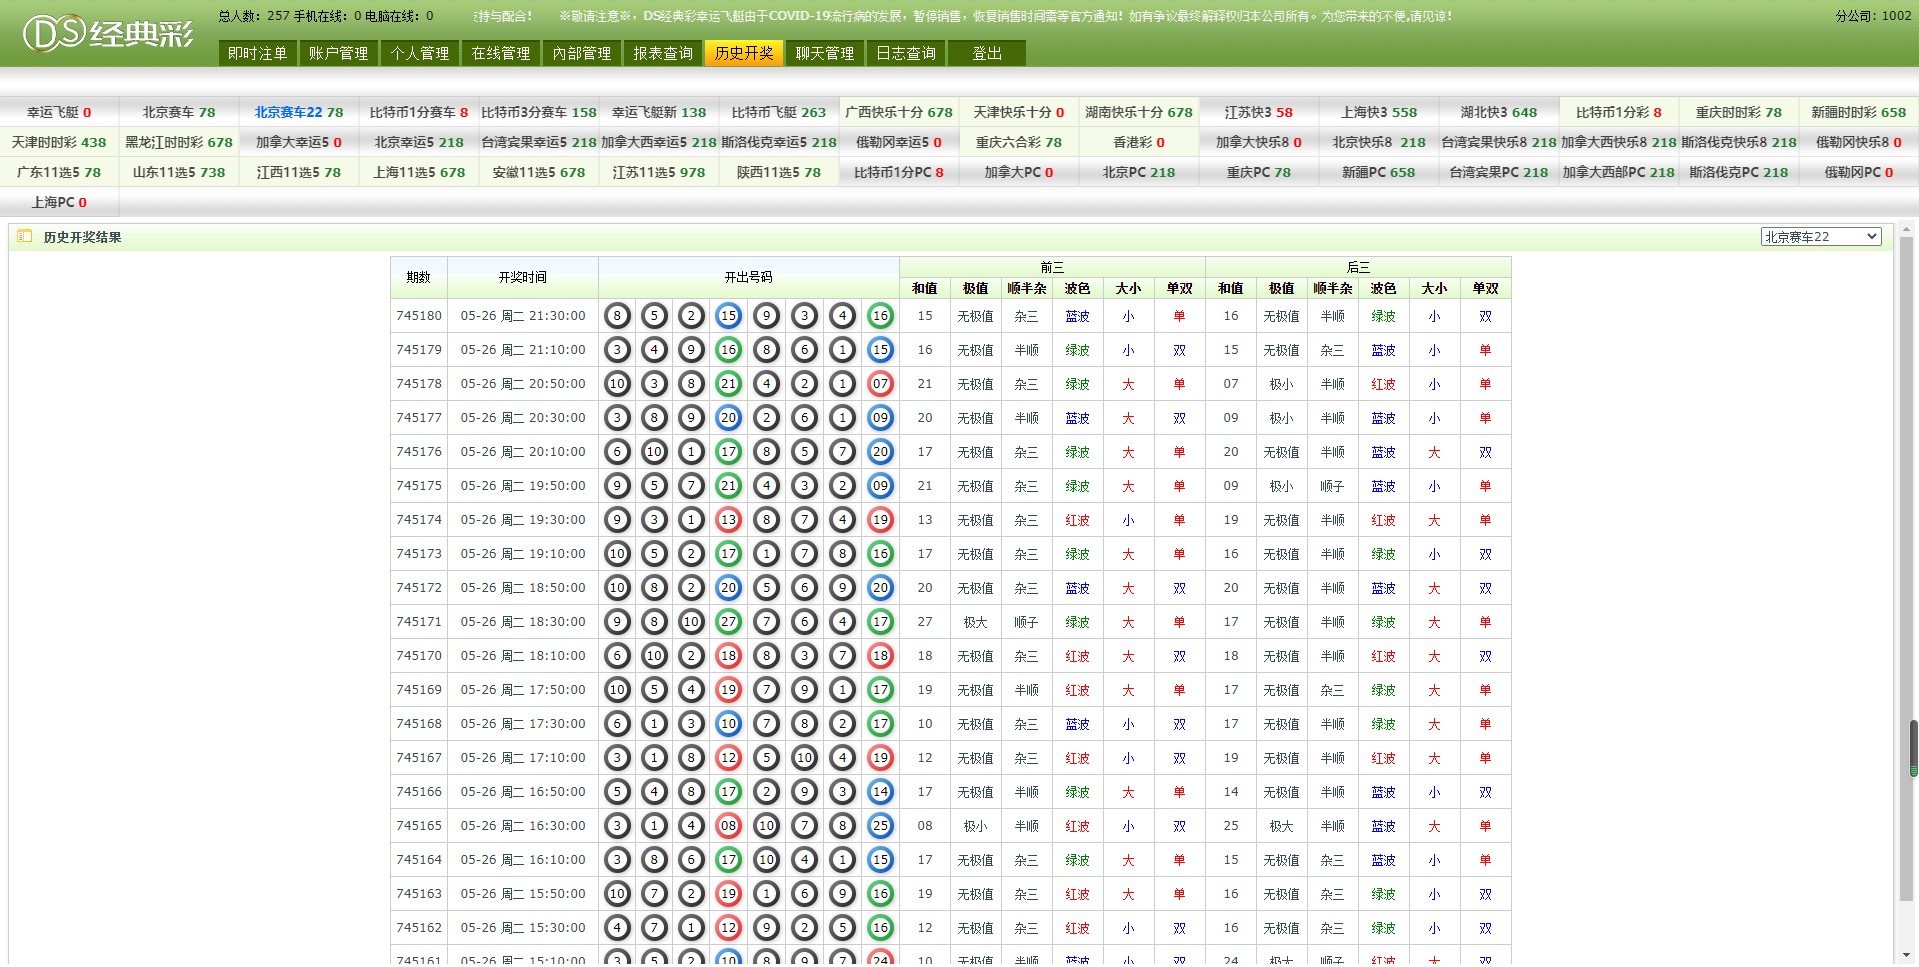 DS经典彩
总人数：257 手机在线：0 电脑在线：0
支持与配合！ ※敬请注意※，DS经典彩幸运飞艇由于COVID-19流行病的发展，暂停销售，恢复销售时间需等官方通知！如有争议最终解释权归本公司所有。为您带来的不便,请见谅！
分公司：1002
即时注单 账户管理 个人管理 在线管理 內部管理 报表查询 历史开奖 聊天管理 日志查询 登出
幸运飞艇 0 北京赛车 78 北京赛车22 78 比特币1分赛车 8 比特币3分赛车 158 幸运飞艇新 138 比特币飞艇 263 广西快乐十分 678 天津快乐十分 0 湖南快乐十分 678 江苏快3 58 上海快3 558 湖北快3 648 比特币1分彩 8 重庆时时彩 78 新疆时时彩 658
天津时时彩 438 黑龙江时时彩 678 加拿大幸运5 0 北京幸运5 218 台湾宾果幸运5 218 加拿大西幸运5 218 斯洛伐克幸运5 218 俄勒冈幸运5 0 重庆六合彩 78 香港彩 0 加拿大快乐8 0 北京快乐8 218 台湾宾果快乐8 218 加拿大西快乐8 218 斯洛伐克快乐8 218 俄勒冈快乐8 0
广东11选5 78 山东11选5 738 江西11选5 78 上海11选5 678 安徽11选5 678 江苏11选5 978 陕西11选5 78 比特币1分PC 8 加拿大PC 0 北京PC 218 重庆PC 78 新疆PC 658 台湾宾果PC 218 加拿大西部PC 218 斯洛伐克PC 218 俄勒冈PC 0
上海PC 0
历史开奖结果 北京赛车22
期数 开奖时间 开出号码 前三 后三
和值 极值 顺半杂 波色 大小 单双 和值 极值 顺半杂 波色 大小 单双
745180 05-26 周二 21:30:00 8 5 2 15 9 3 4 16 15 无极值 杂三 蓝波 小 单 16 无极值 半顺 绿波 小 双
745179 05-26 周二 21:10:00 3 4 9 16 8 6 1 15 16 无极值 半顺 绿波 小 双 15 无极值 杂三 蓝波 小 单
745178 05-26 周二 20:50:00 10 3 8 21 4 2 1 07 21 无极值 杂三 绿波 大 单 07 极小 半顺 红波 小 单
745177 05-26 周二 20:30:00 3 8 9 20 2 6 1 09 20 无极值 半顺 蓝波 大 双 09 极小 半顺 蓝波 小 单
745176 05-26 周二 20:10:00 6 10 1 17 8 5 7 20 17 无极值 杂三 绿波 大 单 20 无极值 半顺 蓝波 大 双
745175 05-26 周二 19:50:00 9 5 7 21 4 3 2 09 21 无极值 杂三 绿波 大 单 09 极小 顺子 蓝波 小 单
745174 05-26 周二 19:30:00 9 3 1 13 8 7 4 19 13 无极值 杂三 红波 小 单 19 无极值 半顺 红波 大 单
745173 05-26 周二 19:10:00 10 5 2 17 1 7 8 16 17 无极值 杂三 绿波 大 单 16 无极值 半顺 绿波 小 双
745172 05-26 周二 18:50:00 10 8 2 20 5 6 9 20 20 无极值 杂三 蓝波 大 双 20 无极值 半顺 蓝波 大 双
745171 05-26 周二 18:30:00 9 8 10 27 7 6 4 17 27 极大 顺子 绿波 大 单 17 无极值 半顺 绿波 大 单
745170 05-26 周二 18:10:00 6 10 2 18 8 3 7 18 18 无极值 杂三 红波 大 双 18 无极值 半顺 红波 大 双
745169 05-26 周二 17:50:00 10 5 4 19 7 9 1 17 19 无极值 半顺 红波 大 单 17 无极值 杂三 绿波 大 单
745168 05-26 周二 17:30:00 6 1 3 10 7 8 2 17 10 无极值 杂三 蓝波 小 双 17 无极值 半顺 绿波 大 单
745167 05-26 周二 17:10:00 3 1 8 12 5 10 4 19 12 无极值 杂三 红波 小 双 19 无极值 半顺 红波 大 单
745166 05-26 周二 16:50:00 5 4 8 17 2 9 3 14 17 无极值 半顺 绿波 大 单 14 无极值 半顺 蓝波 小 双
745165 05-26 周二 16:30:00 3 1 4 08 10 7 8 25 08 极小 半顺 红波 小 双 25 极大 半顺 蓝波 大 单
745164 05-26 周二 16:10:00 3 8 6 17 10 4 1 15 17 无极值 杂三 绿波 大 单 15 无极值 杂三 蓝波 小 单
745163 05-26 周二 15:50:00 10 7 2 19 1 6 9 16 19 无极值 杂三 红波 大 单 16 无极值 杂三 绿波 小 双
745162 05-26 周二 15:30:00 4 7 1 12 9 2 5 16 12 无极值 杂三 红波 小 双 16 无极值 杂三 绿波 小 双
745161 05-26 周二 15:10:00 3 5 2 10 8 9 7 24 10 无极值 半顺 蓝波 小 双 24 极大 顺子 红波 大 双